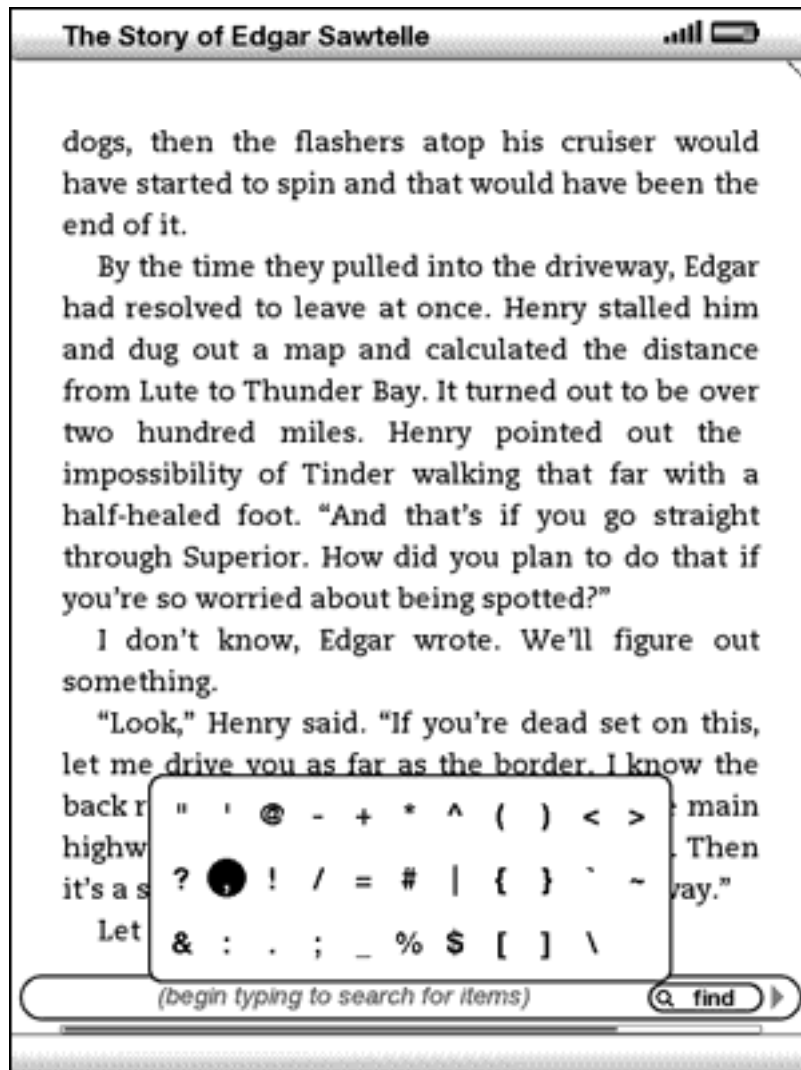 The Story of Edgar Sawtelle
dogs, then the flashers atop his cruiser would
have started to spin and that would have been the
end of it.
By the time they pulled into the driveway, Edgar
had resolved to leave at once. Henry stalled him
and dug out a map and calculated the distance
from Lute to Thunder Bay. It turned out to be over
two hundred miles. Henry pointed out the
impossibility of Tinder walking that far with a
half-healed foot. “And that’s if you go straight
through Superior. How did you plan to do that if
you’re so worried about being spotted?”
I don’t know, Edgar wrote. We’ll figure out
something.
“Look,” Henry said. “If you’re dead set on this,
let me drive you as far as the border. I know the
back main
. Then
it’s a
Let
" ' @ - + * ^ ( ) < >
? , ! / = # | { } ` ~
& : . ; _ % $ [ ] \
(begin typing to search for items) find